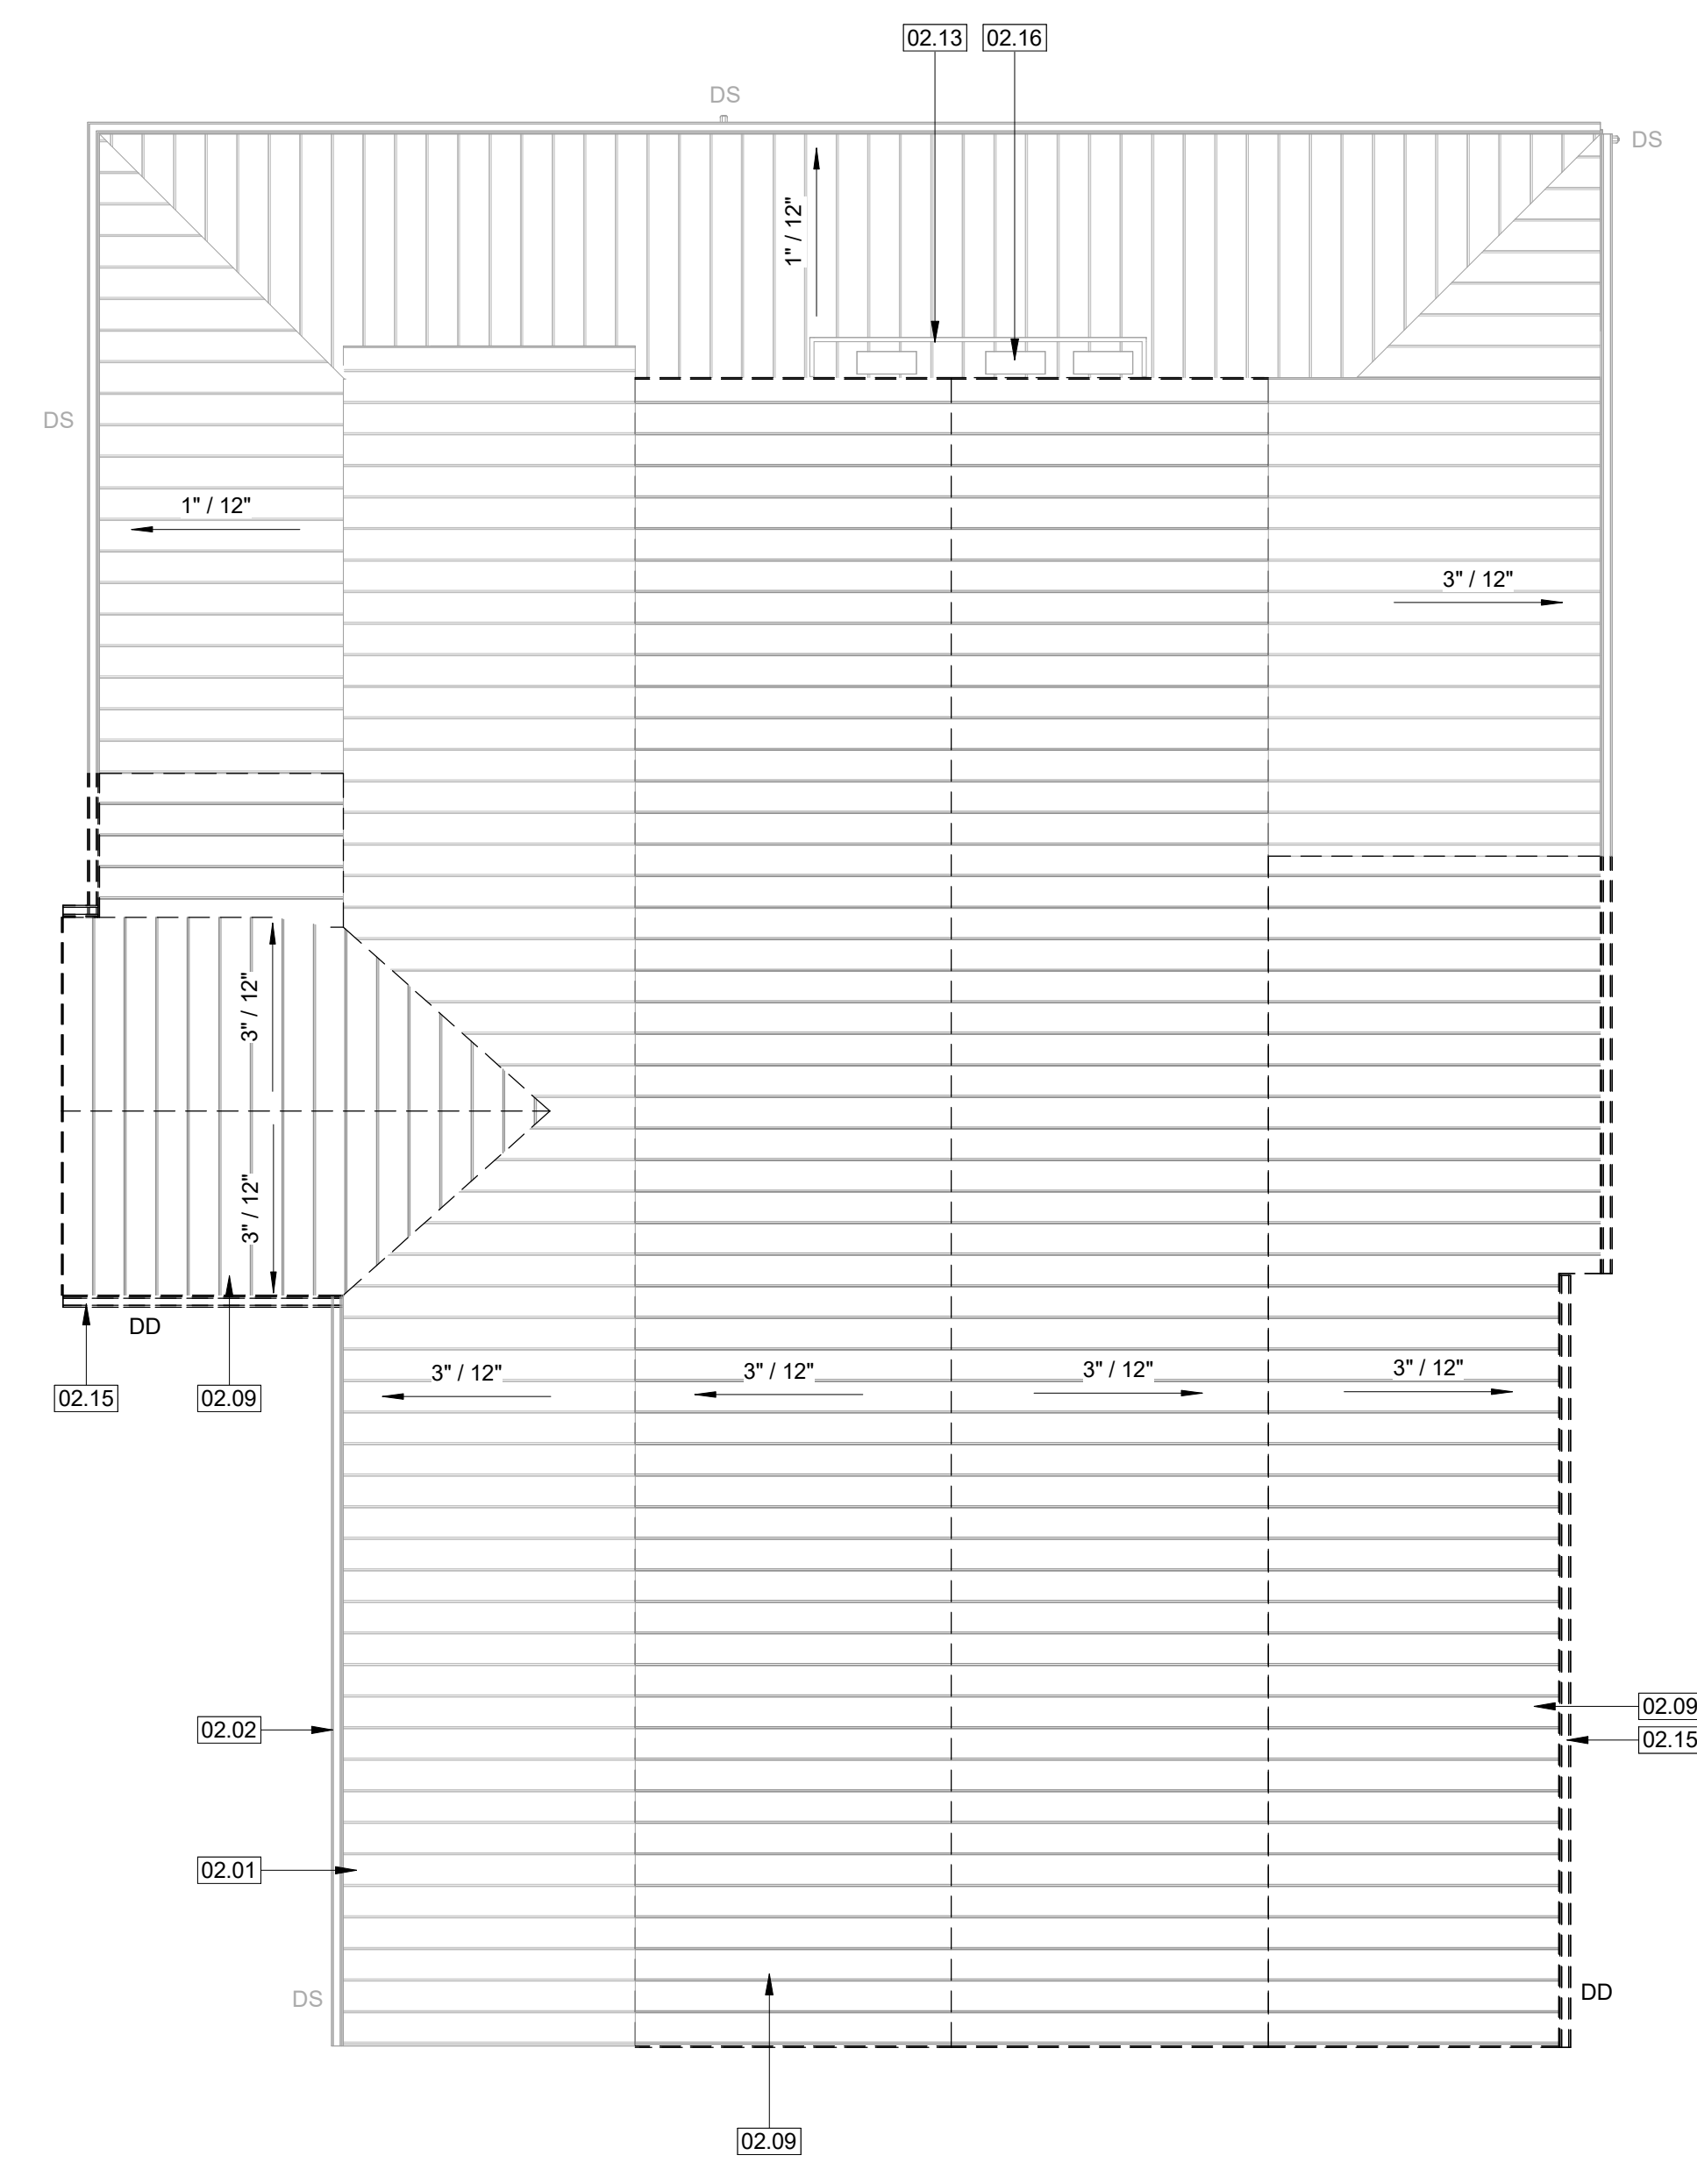 02.13 02.16
DS
DS
1" / 12"
DS
1" / 12"
3" / 12"
3" / 12"
3" / 12"
DD
3" / 12" 3" / 12" 3" / 12" 3" / 12"
02.15 02.09
02.09
02.02
02.15
02.01
DS
DD
02.09